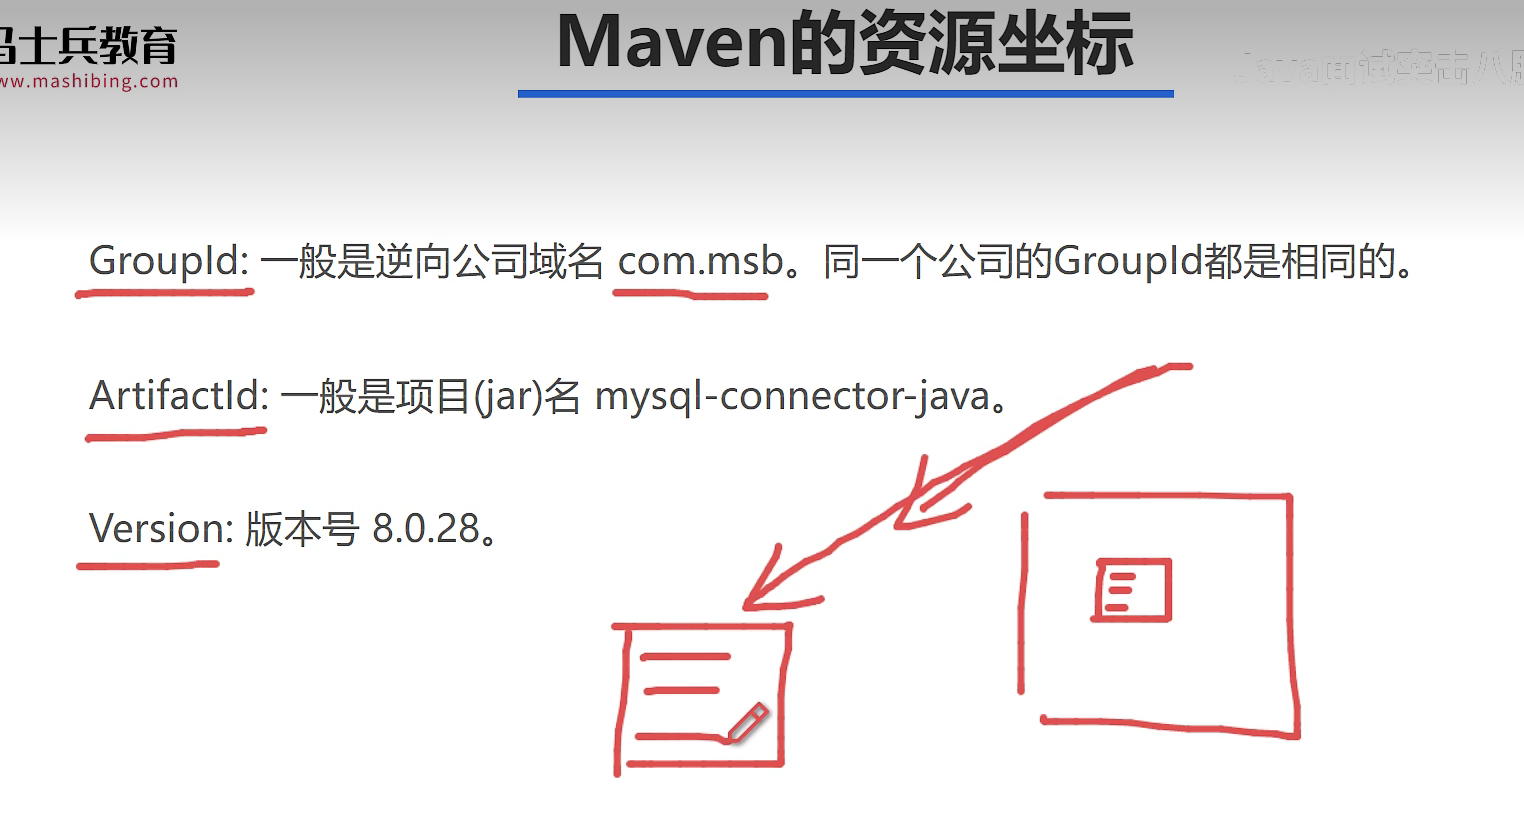 Maven的资源坐标
士兵教育
www.mashibing.com
GroupId: 一般是逆向公司域名 com.msb。同一个公司的GroupId都是相同的。
ArtifactId: 一般是项目(jar)名 mysql-connector-java。
Version: 版本号 8.0.28。